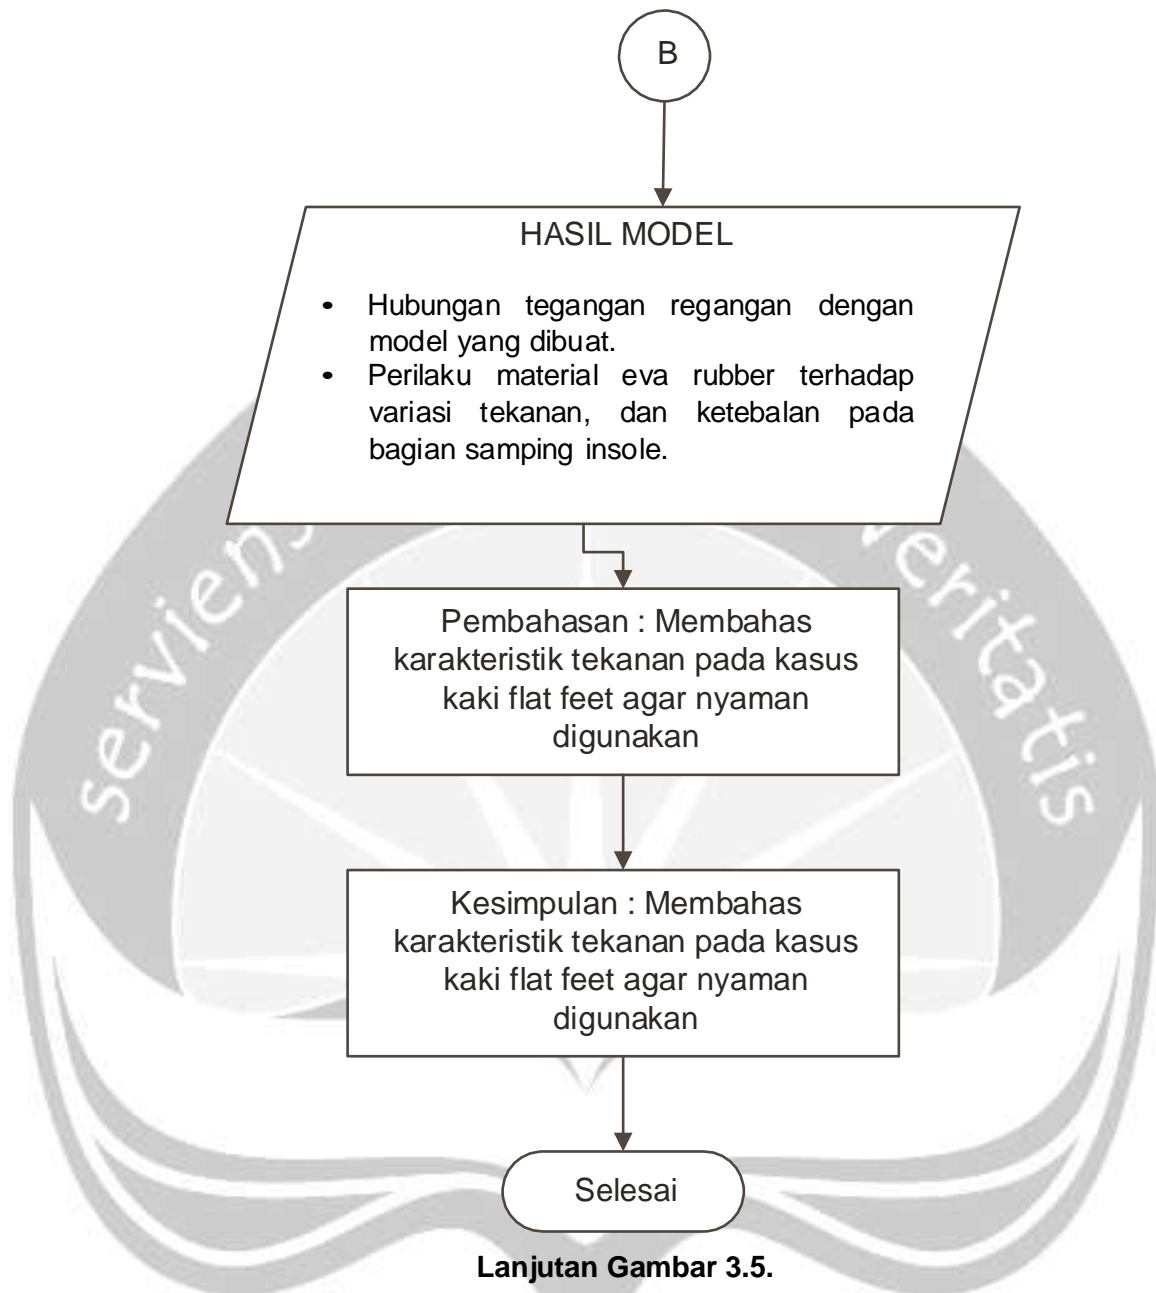 B
HASIL MODEL
• Hubungan tegangan regangan dengan
model yang dibuat.
• Perilaku material eva rubber terhadap
variasi tekanan, dan ketebalan pada
bagian samping insole.
serviens
veritatis
Pembahasan : Membahas
karakteristik tekanan pada kasus
kaki flat feet agar nyaman
digunakan
Kesimpulan : Membahas
karakteristik tekanan pada kasus
kaki flat feet agar nyaman
digunakan
Selesai
Lanjutan Gambar 3.5.